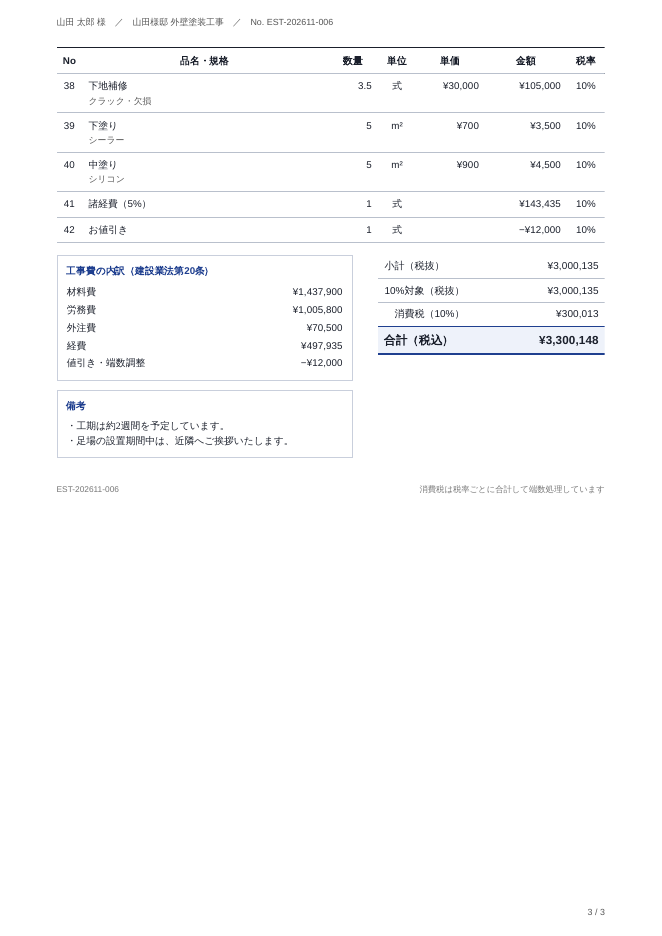 山田 太郎 様　／　山田様邸 外壁塗装工事　／　No. EST-202611-006
No 品名・規格 数量 単位 単価 金額 税率
38 下地補修 3.5 式 ¥30,000 ¥105,000 10%
クラック・欠損
39 下塗り 5 m² ¥700 ¥3,500 10%
シーラー
40 中塗り 5 m² ¥900 ¥4,500 10%
シリコン
41 諸経費（5%） 1 式 ¥143,435 10%
42 お値引き 1 式 −¥12,000 10%
工事費の内訳（建設業法第20条）
材料費 ¥1,437,900
労務費 ¥1,005,800
外注費 ¥70,500
経費 ¥497,935
値引き・端数調整 −¥12,000
小計（税抜） ¥3,000,135
10%対象（税抜） ¥3,000,135
消費税（10%） ¥300,013
合計（税込） ¥3,300,148
備考
・工期は約2週間を予定しています。
・足場の設置期間中は、近隣へご挨拶いたします。
EST-202611-006 消費税は税率ごとに合計して端数処理しています
3 / 3